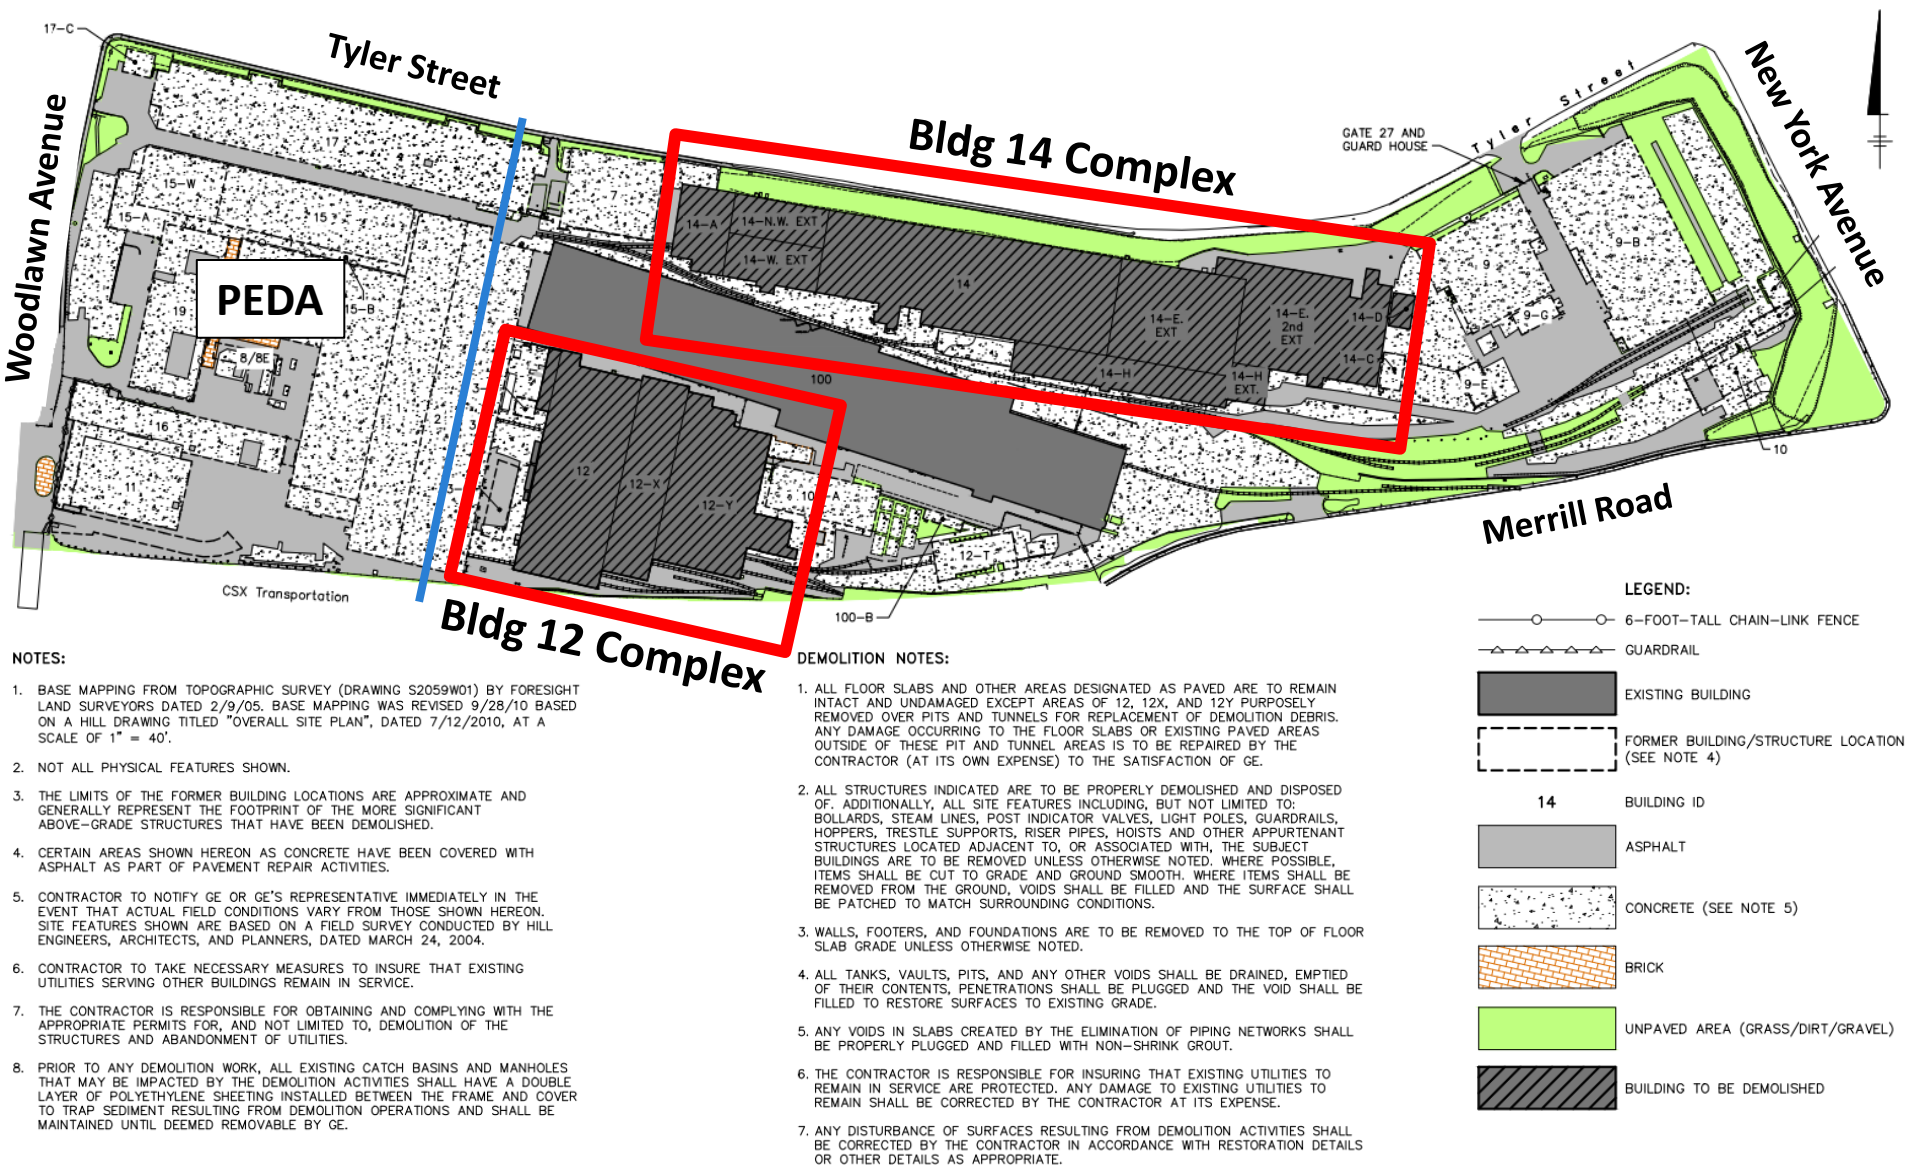 17-C
Tyler Street
Woodlawn Avenue
New York Avenue
Tyler Street
GATE 27 AND
GUARD HOUSE
Bldg 14 Complex
17
15-W
15-A
15
15-B
7
14-A
14-N.W. EXT
14-W. EXT
14
14-E.
EXT
14-E.
2nd
EXT
14-D
14-C
14-H
14-H
EXT.
9
9-B
9-G
9-E
PEDA
19
8/8E
4
2
3
3
16
11
5
100
12
12-X
12-Y
12-T
10
100-B
Merrill Road
CSX Transportation
Bldg 12 Complex
NOTES:
1. BASE MAPPING FROM TOPOGRAPHIC SURVEY (DRAWING S2059W01) BY FORESIGHT
LAND SURVEYORS DATED 2/9/05. BASE MAPPING WAS REVISED 9/28/10 BASED
ON A HILL DRAWING TITLED "OVERALL SITE PLAN", DATED 7/12/2010, AT A
SCALE OF 1" = 40'.
2. NOT ALL PHYSICAL FEATURES SHOWN.
3. THE LIMITS OF THE FORMER BUILDING LOCATIONS ARE APPROXIMATE AND
GENERALLY REPRESENT THE FOOTPRINT OF THE MORE SIGNIFICANT
ABOVE-GRADE STRUCTURES THAT HAVE BEEN DEMOLISHED.
4. CERTAIN AREAS SHOWN HEREON AS CONCRETE HAVE BEEN COVERED WITH
ASPHALT AS PART OF PAVEMENT REPAIR ACTIVITIES.
5. CONTRACTOR TO NOTIFY GE OR GE'S REPRESENTATIVE IMMEDIATELY IN THE
EVENT THAT ACTUAL FIELD CONDITIONS VARY FROM THOSE SHOWN HEREON.
SITE FEATURES SHOWN ARE BASED ON A FIELD SURVEY CONDUCTED BY HILL
ENGINEERS, ARCHITECTS, AND PLANNERS, DATED MARCH 24, 2004.
6. CONTRACTOR TO TAKE NECESSARY MEASURES TO INSURE THAT EXISTING
UTILITIES SERVING OTHER BUILDINGS REMAIN IN SERVICE.
7. THE CONTRACTOR IS RESPONSIBLE FOR OBTAINING AND COMPLYING WITH THE
APPROPRIATE PERMITS FOR, AND NOT LIMITED TO, DEMOLITION OF THE
STRUCTURES AND ABANDONMENT OF UTILITIES.
8. PRIOR TO ANY DEMOLITION WORK, ALL EXISTING CATCH BASINS AND MANHOLES
THAT MAY BE IMPACTED BY THE DEMOLITION ACTIVITIES SHALL HAVE A DOUBLE
LAYER OF POLYETHYLENE SHEETING INSTALLED BETWEEN THE FRAME AND COVER
TO TRAP SEDIMENT RESULTING FROM DEMOLITION OPERATIONS AND SHALL BE
MAINTAINED UNTIL DEEMED REMOVABLE BY GE.
DEMOLITION NOTES:
1. ALL FLOOR SLABS AND OTHER AREAS DESIGNATED AS PAVED ARE TO REMAIN
INTACT AND UNDAMAGED EXCEPT AREAS OF 12, 12X, AND 12Y PURPOSELY
REMOVED OVER PITS AND TUNNELS FOR REPLACEMENT OF DEMOLITION DEBRIS.
ANY DAMAGE OCCURRING TO THE FLOOR SLABS OR EXISTING PAVED AREAS
OUTSIDE OF THESE PIT AND TUNNEL AREAS IS TO BE REPAIRED BY THE
CONTRACTOR (AT ITS OWN EXPENSE) TO THE SATISFACTION OF GE.
2. ALL STRUCTURES INDICATED ARE TO BE PROPERLY DEMOLISHED AND DISPOSED
OF. ADDITIONALLY, ALL SITE FEATURES INCLUDING, BUT NOT LIMITED TO:
BOLLARDS, STEAM LINES, POST INDICATOR VALVES, LIGHT POLES, GUARDRAILS,
HOPPERS, TRESTLE SUPPORTS, RISER PIPES, HOISTS AND OTHER APPURTENANT
STRUCTURES LOCATED ADJACENT TO, OR ASSOCIATED WITH, THE SUBJECT
BUILDINGS ARE TO BE REMOVED UNLESS OTHERWISE NOTED. WHERE POSSIBLE,
ITEMS SHALL BE CUT TO GRADE AND GROUND SMOOTH. WHERE ITEMS SHALL BE
REMOVED FROM THE GROUND, VOIDS SHALL BE FILLED AND THE SURFACE SHALL
BE PATCHED TO MATCH SURROUNDING CONDITIONS.
3. WALLS, FOOTERS, AND FOUNDATIONS ARE TO BE REMOVED TO THE TOP OF FLOOR
SLAB GRADE UNLESS OTHERWISE NOTED.
4. ALL TANKS, VAULTS, PITS, AND ANY OTHER VOIDS SHALL BE DRAINED, EMPTIED
OF THEIR CONTENTS, PENETRATIONS SHALL BE PLUGGED AND THE VOID SHALL BE
FILLED TO RESTORE SURFACES TO EXISTING GRADE.
5. ANY VOIDS IN SLABS CREATED BY THE ELIMINATION OF PIPING NETWORKS SHALL
BE PROPERLY PLUGGED AND FILLED WITH NON-SHRINK GROUT.
6. THE CONTRACTOR IS RESPONSIBLE FOR INSURING THAT EXISTING UTILITIES TO
REMAIN IN SERVICE ARE PROTECTED. ANY DAMAGE TO EXISTING UTILITIES TO
REMAIN SHALL BE CORRECTED BY THE CONTRACTOR AT ITS EXPENSE.
7. ANY DISTURBANCE OF SURFACES RESULTING FROM DEMOLITION ACTIVITIES SHALL
BE CORRECTED BY THE CONTRACTOR IN ACCORDANCE WITH RESTORATION DETAILS
OR OTHER DETAILS AS APPROPRIATE.
LEGEND:
6-FOOT-TALL CHAIN-LINK FENCE
GUARDRAIL
EXISTING BUILDING
FORMER BUILDING/STRUCTURE LOCATION
(SEE NOTE 4)
14 BUILDING ID
ASPHALT
CONCRETE (SEE NOTE 5)
BRICK
UNPAVED AREA (GRASS/DIRT/GRAVEL)
BUILDING TO BE DEMOLISHED